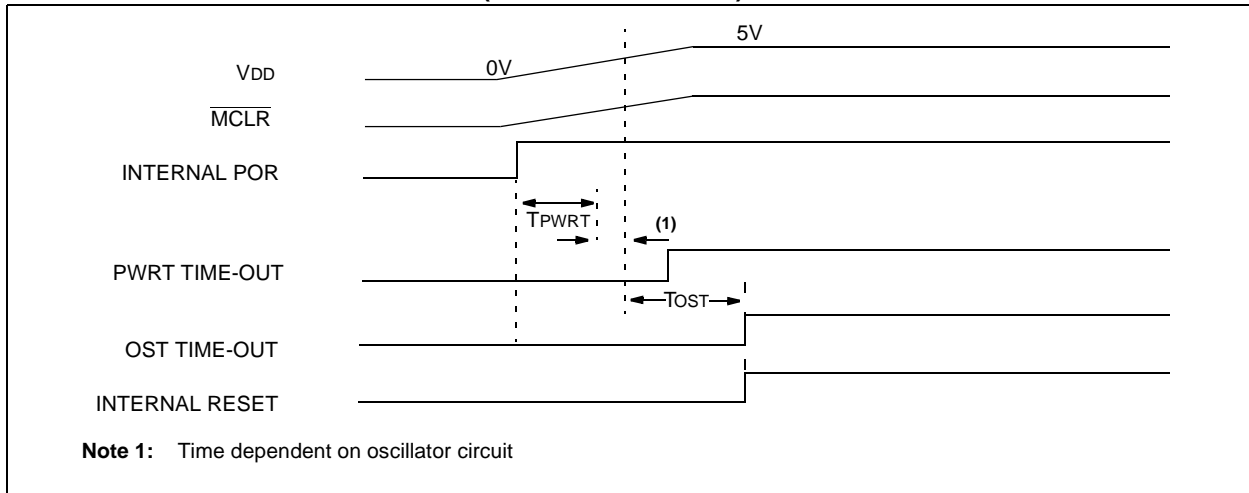 5V
VDD
0V
MCLR
INTERNAL POR
TPWRT
(1)
PWRT TIME-OUT
TOST
OST TIME-OUT
INTERNAL RESET
Note 1: Time dependent on oscillator circuit